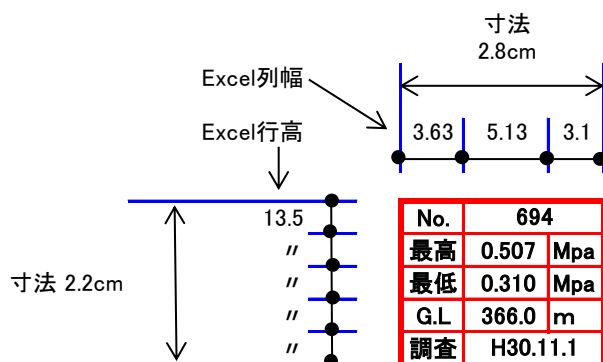 寸法
2.8cm
Excel列幅
3.63 5.13 3.1
Excel行高
13.5
〃
〃
〃
〃
寸法 2.2cm
No. 694
最高 0.507 Mpa
最低 0.310 Mpa
G.L 366.0 m
調査 H30.11.1